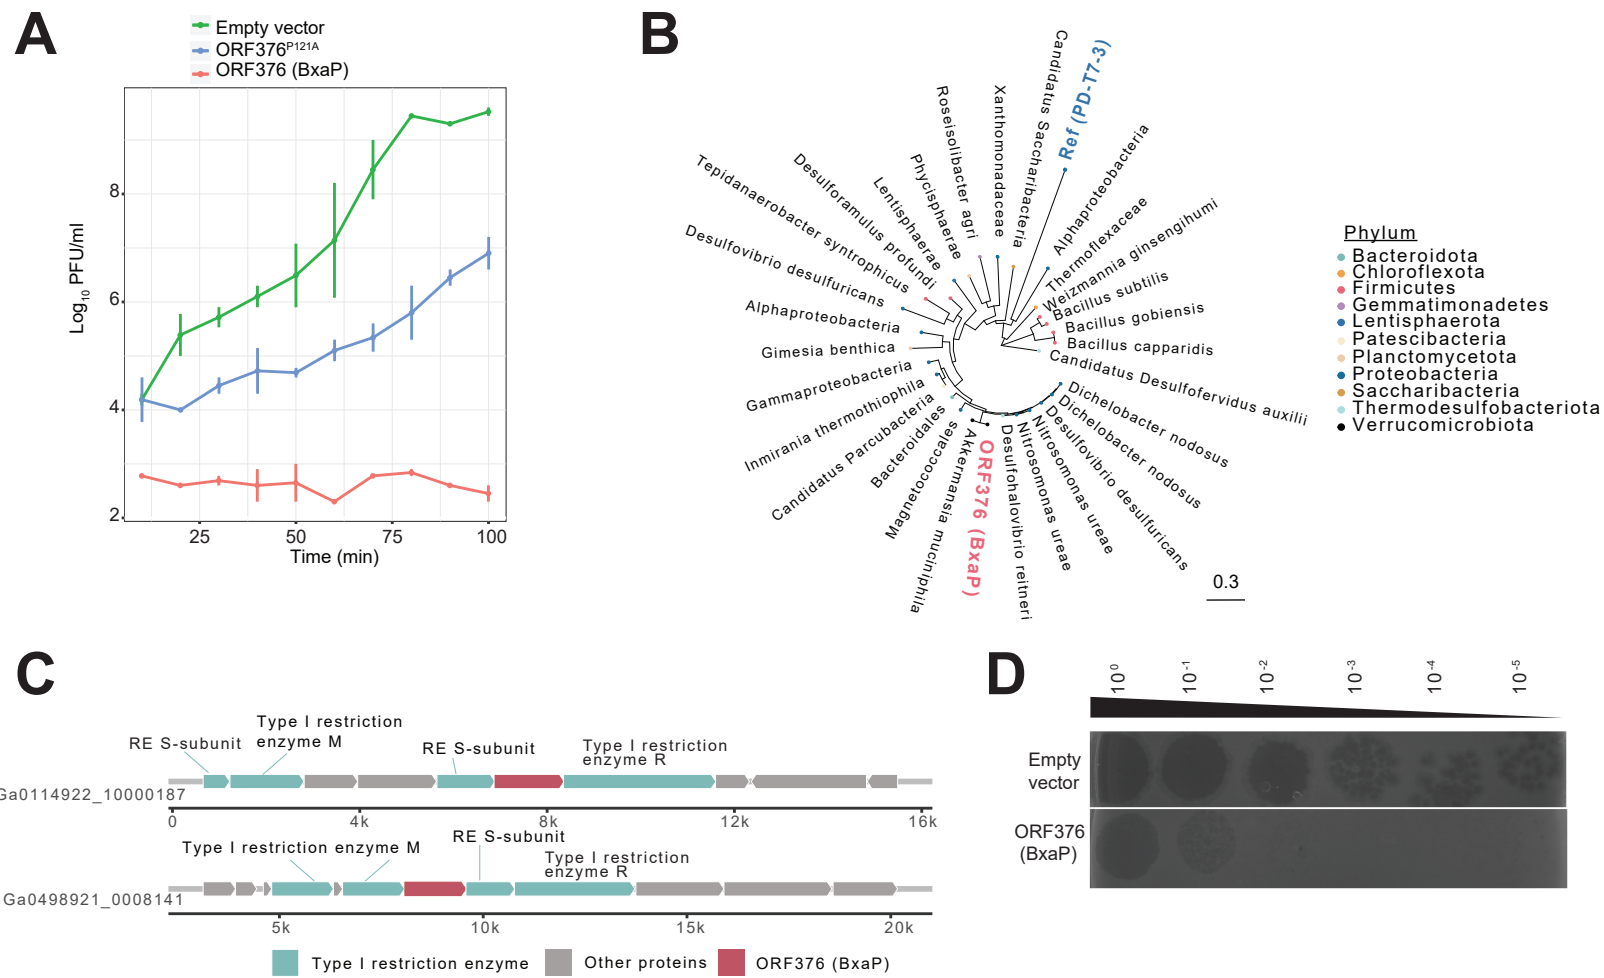 A
Empty vector
ORF376P121A
ORF376 (BxaP)
Log10 PFU/ml
8
6
4
2
25
50
75
100
Time (min)
B
Candidatus Saccharibacteria
Ref (PD-T7-3)
Xanthomonadaceae
Roseisolibacter agri
Phycisphaerae
Lentisphaerae
Desulforamulus profundi
Tepidanaerobacter syntrophicus
Desulfovibrio desulfuricans
Alphaproteobacteria
Gimesia benthica
Gammaproteobacteria
Inmirania thermothiophila
Candidatus Parcubacteria
Bacteroidales
Magnetococcales
Akkermansia muciniphila
ORF376 (BxaP)
Desulfohalovibrio reitneri
Nitrosomonas ureae
Nitrosomonas ureae
Desulfovibrio desulfuricans
Dichelobacter nodosus
Dichelobacter nodosus
Candidatus Desulfofervidus auxilii
Bacillus capparidis
Bacillus gobiensis
Bacillus subtilis
Weizmannia ginsengihumi
Thermoflexaceae
Alphaproteobacteria
0.3
Phylum
Bacteroidota
Chloroflexota
Firmicutes
Gemmatimonadetes
Lentisphaerota
Patescibacteria
Planctomycetota
Proteobacteria
Saccharibacteria
Thermodesulfobacteriota
Verrucomicrobiota
C
RE S-subunit
Type I restriction
enzyme M
RE S-subunit
Type I restriction
enzyme R
Ga0114922_10000187
0
4k
8k
12k
16k
Type I restriction enzyme M
RE S-subunit
Type I restriction
enzyme R
Ga0498921_0008141
5k
10k
15k
20k
Type I restriction enzyme
Other proteins
ORF376 (BxaP)
D
10 0
10 -1
10 -2
10 -3
10 -4
10 -5
Empty
vector
ORF376
(BxaP)